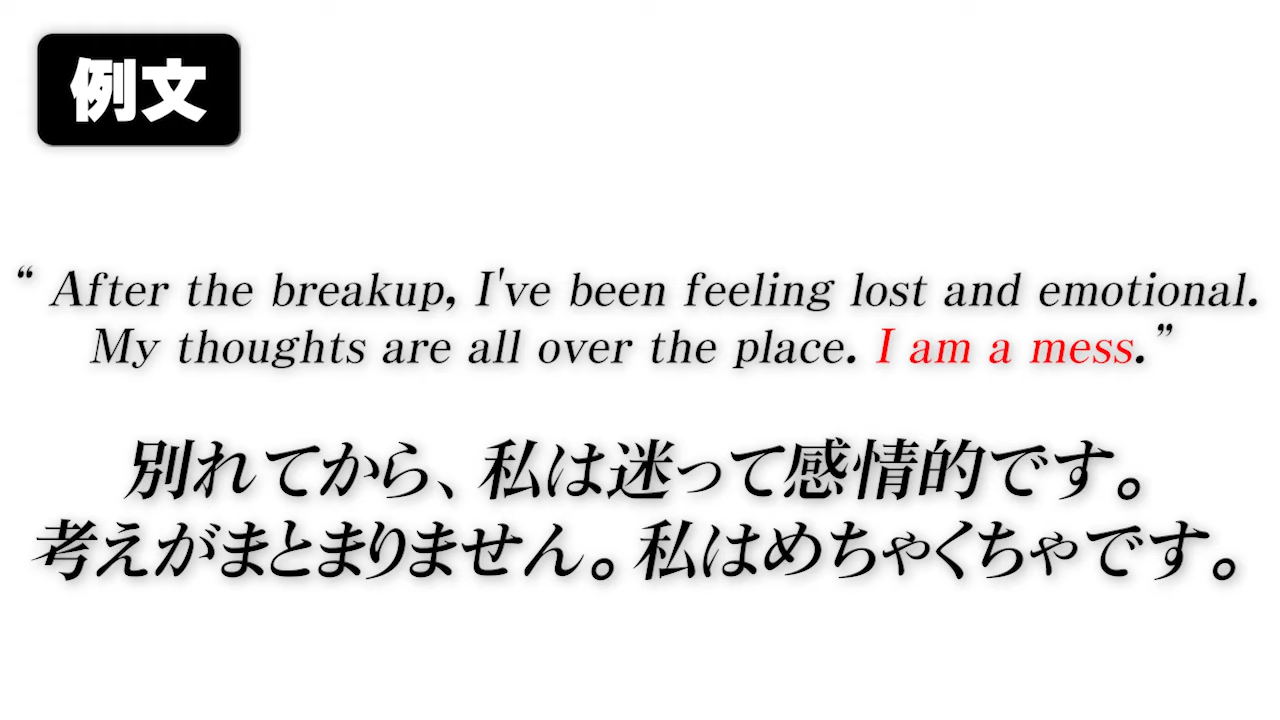 例文
“ After the breakup, I've been feeling lost and emotional.
My thoughts are all over the place. I am a mess.”
別れてから、私は迷って感情的です。
考えがまとまりません。私はめちゃくちゃです。